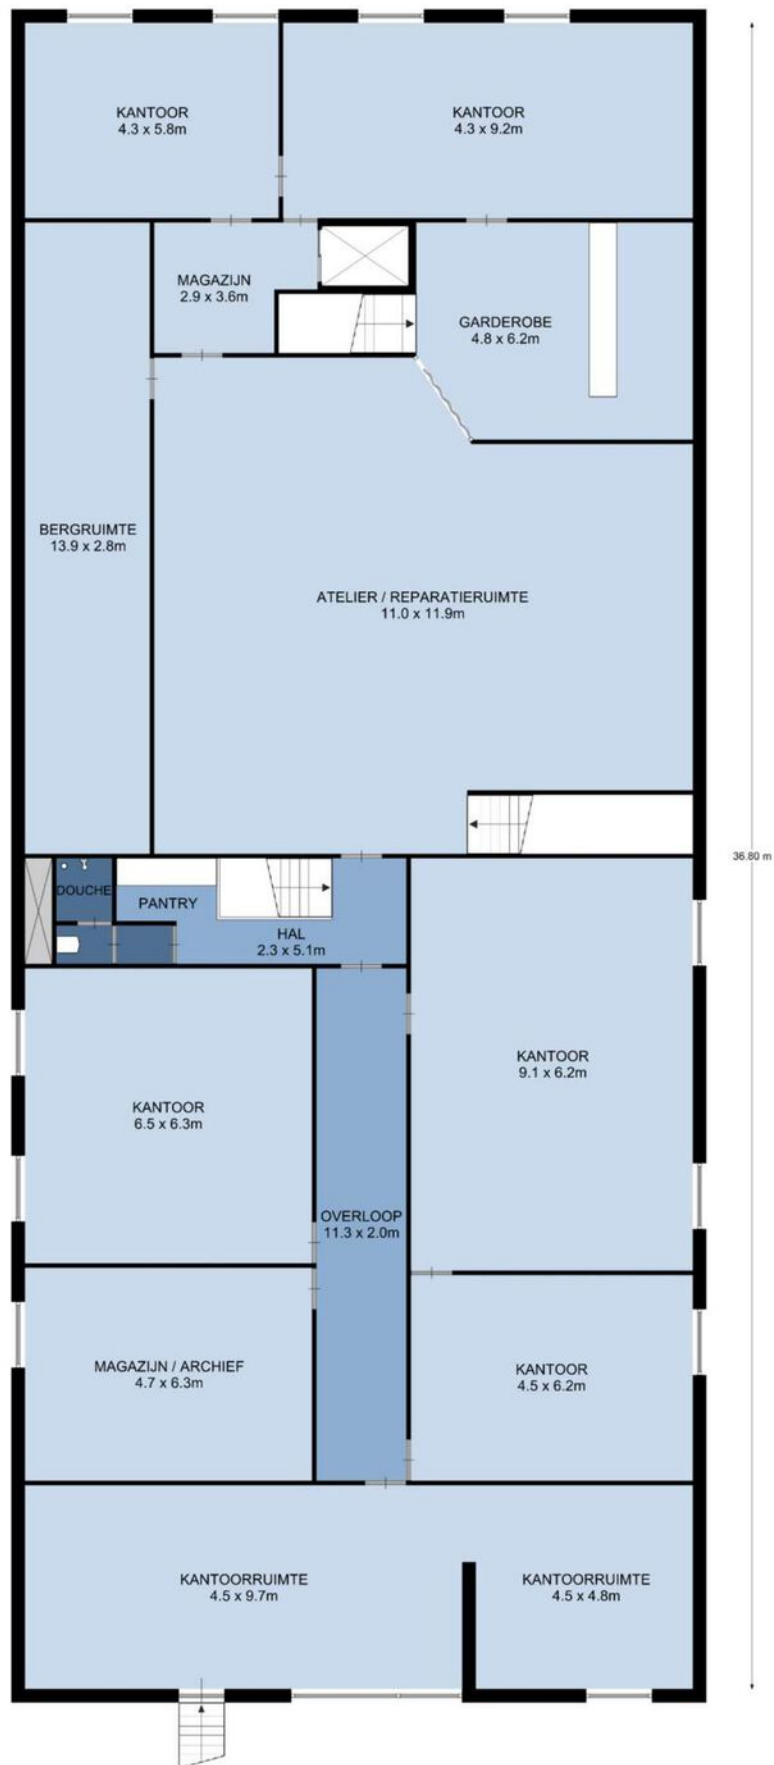 KANTOOR
4.3 x 5.8m
KANTOOR
4.3 x 9.2m
MAGAZIJN
2.9 x 3.6m
GARDEROBE
4.8 x 6.2m
BERGRUIMTE
13.9 x 2.8m
ATELIER / REPARATIERUIMTE
11.0 x 11.9m
36.80 m
DOUCHE
PANTRY
HAL
2.3 x 5.1m
KANTOOR
9.1 x 6.2m
KANTOOR
6.5 x 6.3m
OVERLOOP
11.3 x 2.0m
MAGAZIJN / ARCHIEF
4.7 x 6.3m
KANTOOR
4.5 x 6.2m
KANTOORRUIMTE
4.5 x 9.7m
KANTOORRUIMTE
4.5 x 4.8m